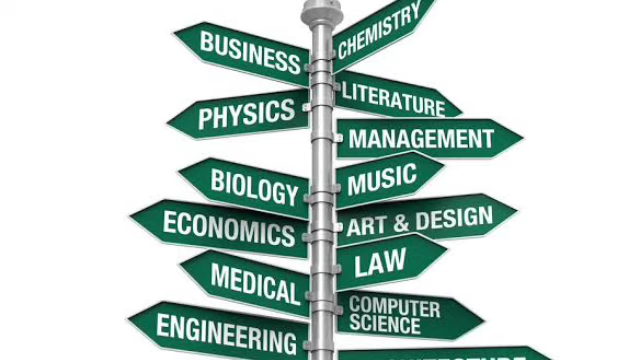 BUSINESS
CHEMISTRY
LITERATURE
PHYSICS
MANAGEMENT
BIOLOGY
MUSIC
ECONOMICS
ART & DESIGN
MEDICAL
LAW
COMPUTER
SCIENCE
ENGINEERING